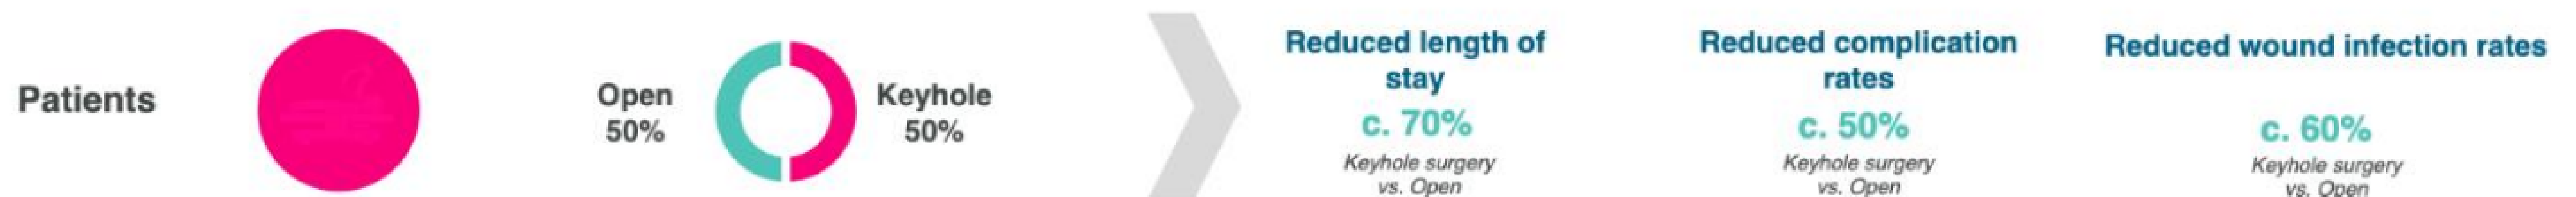 Patients
Open
50%
Keyhole
50%
Reduced length of
stay
c. 70%
Keyhole surgery
vs. Open
Reduced complication
rates
c. 50%
Keyhole surgery
vs. Open
Reduced wound infection rates
c. 60%
Keyhole surgery
vs. Open